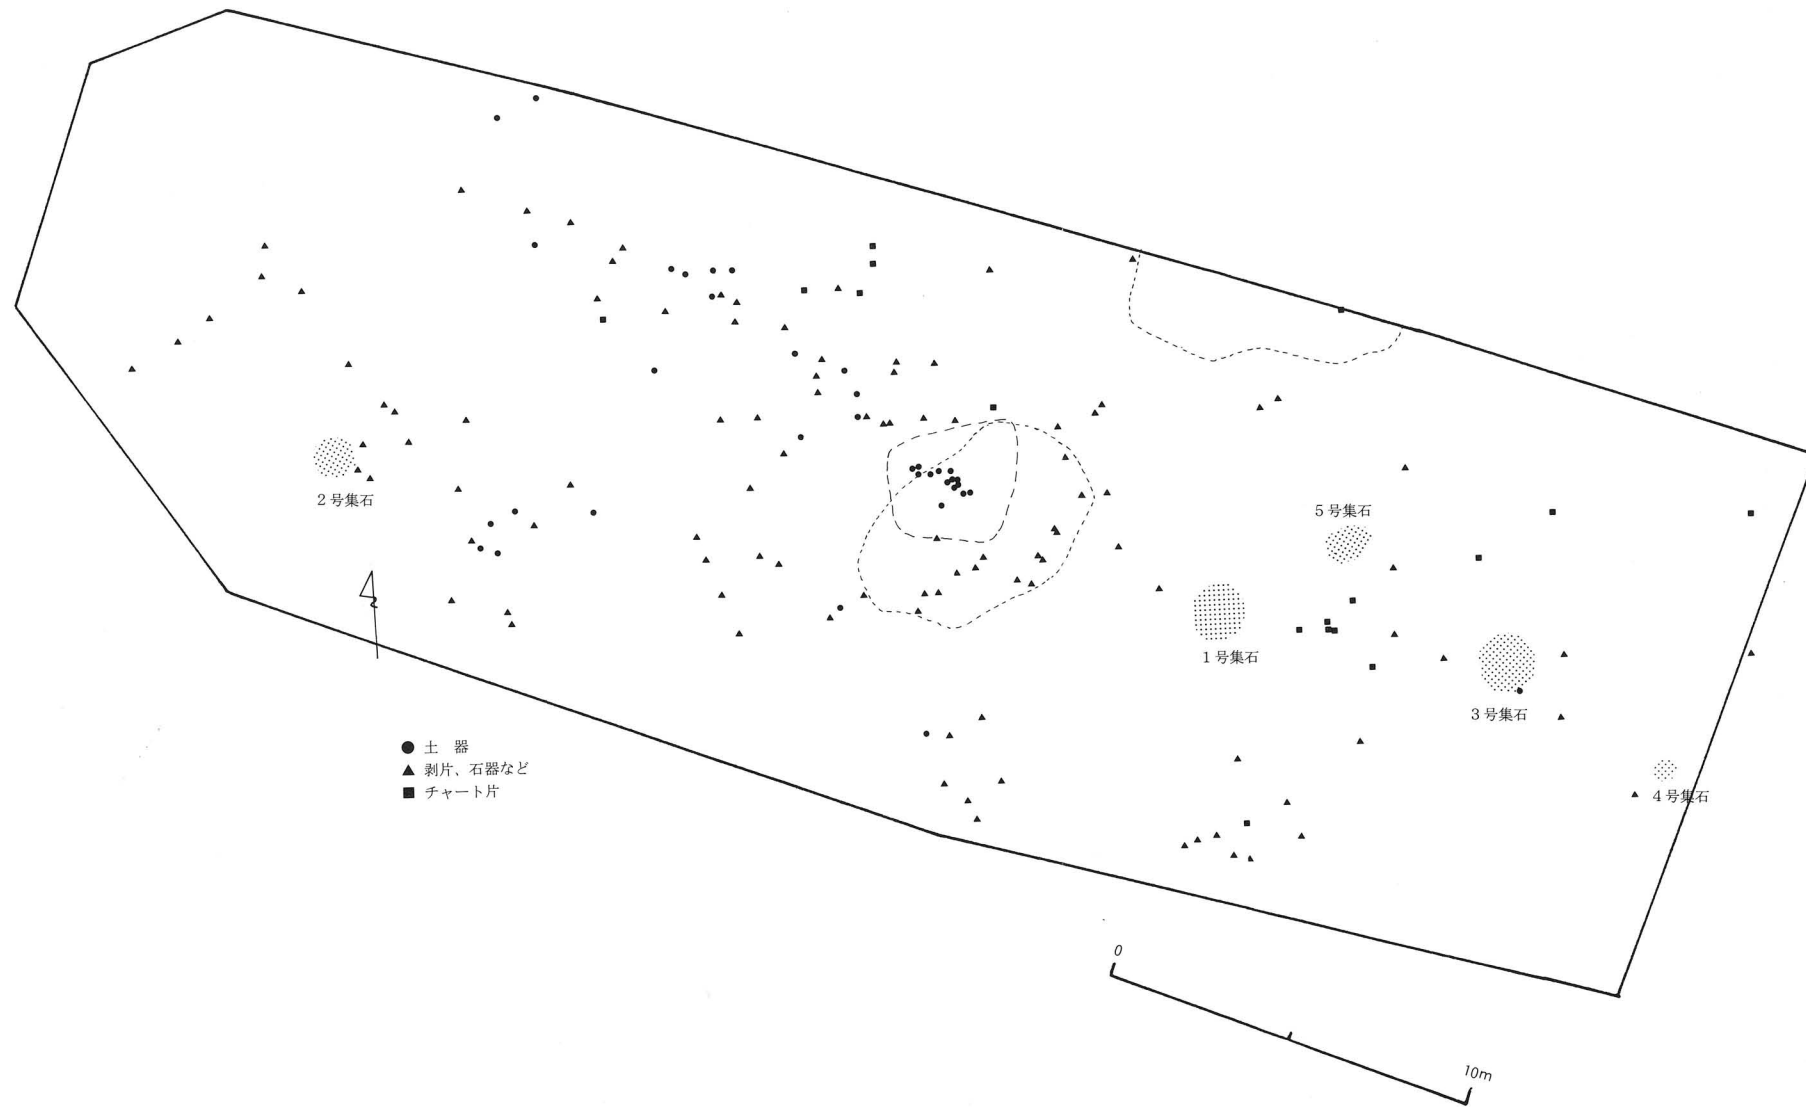 2号集石
5号集石
1号集石
3号集石
4号集石
● 土　器
▲ 剥片、石器など
■ チャート片
0
10m